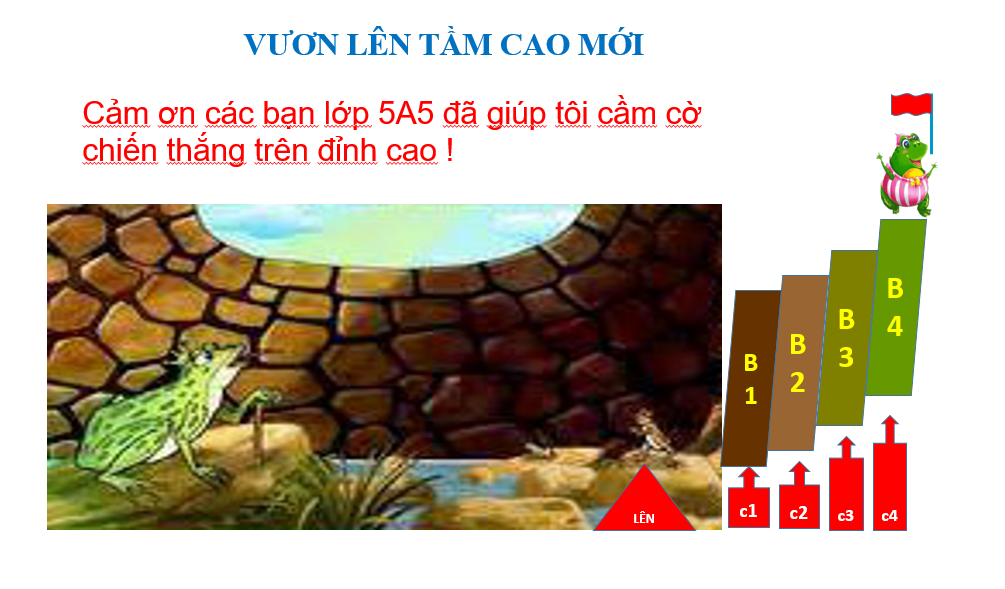 VƯƠN LÊN TẦM CAO MỚI
Cảm ơn các bạn lớp 5A5 đã giúp tôi cầm cờ
chiến thắng trên đỉnh cao !
B
1
B
2
B
3
B
4
LÊN
c1
c2
c3
c4